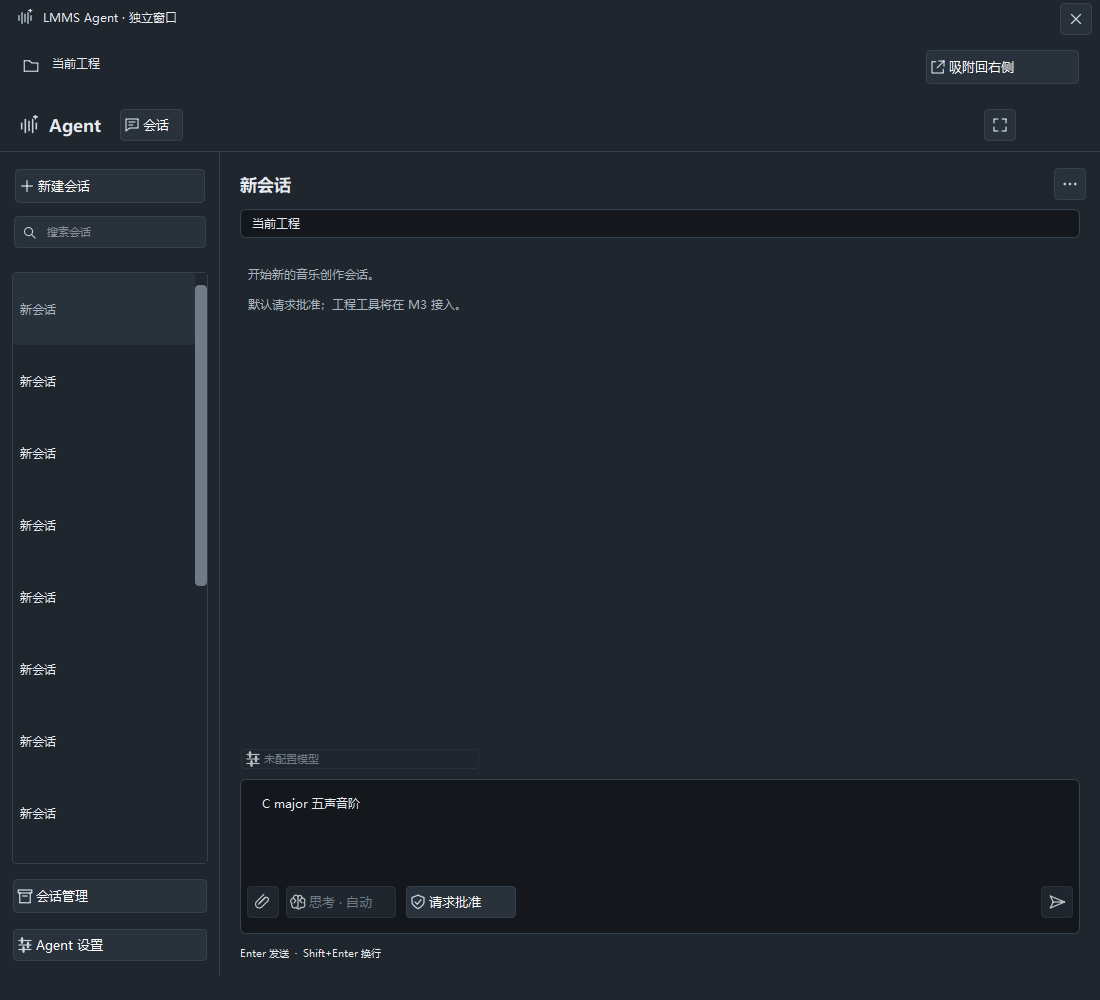 LMMS Agent · 独立窗口
当前工程
吸附回右侧
Agent
会话
新建会话
搜索会话
新会话
新会话
新会话
新会话
新会话
新会话
新会话
新会话
会话管理
Agent 设置
新会话
当前工程
开始新的音乐创作会话。
默认请求批准；工程工具将在 M3 接入。
未配置模型
C major 五声音阶
思考 · 自动
请求批准
Enter 发送 · Shift+Enter 换行